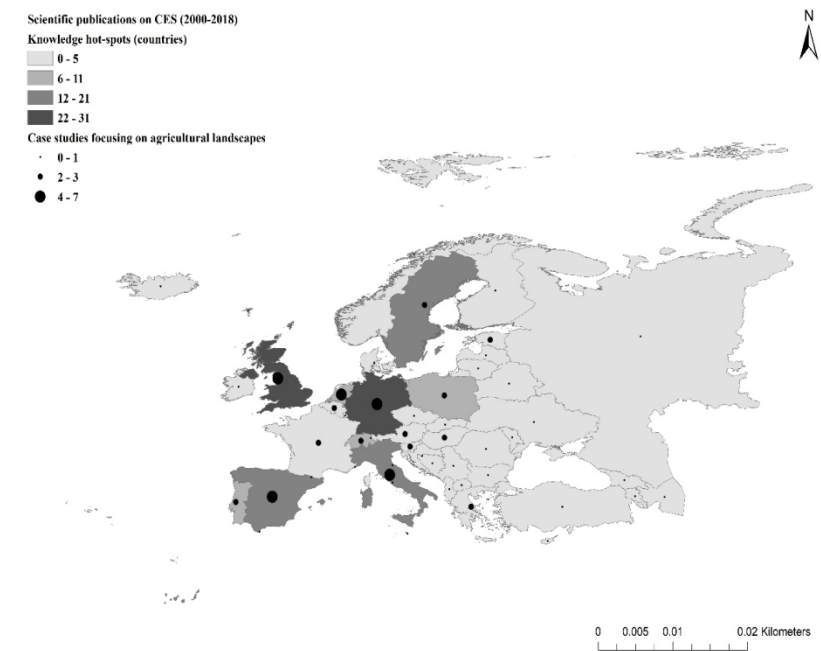 Scientific publications on CES (2000-2018)
Knowledge hot-spots (countries)
0 - 5
6 - 11
12 - 21
22 - 31
Case studies focusing on agricultural landscapes
0 - 1
2 - 3
4 - 7
N
0 0.005 0.01 0.02 Kilometers